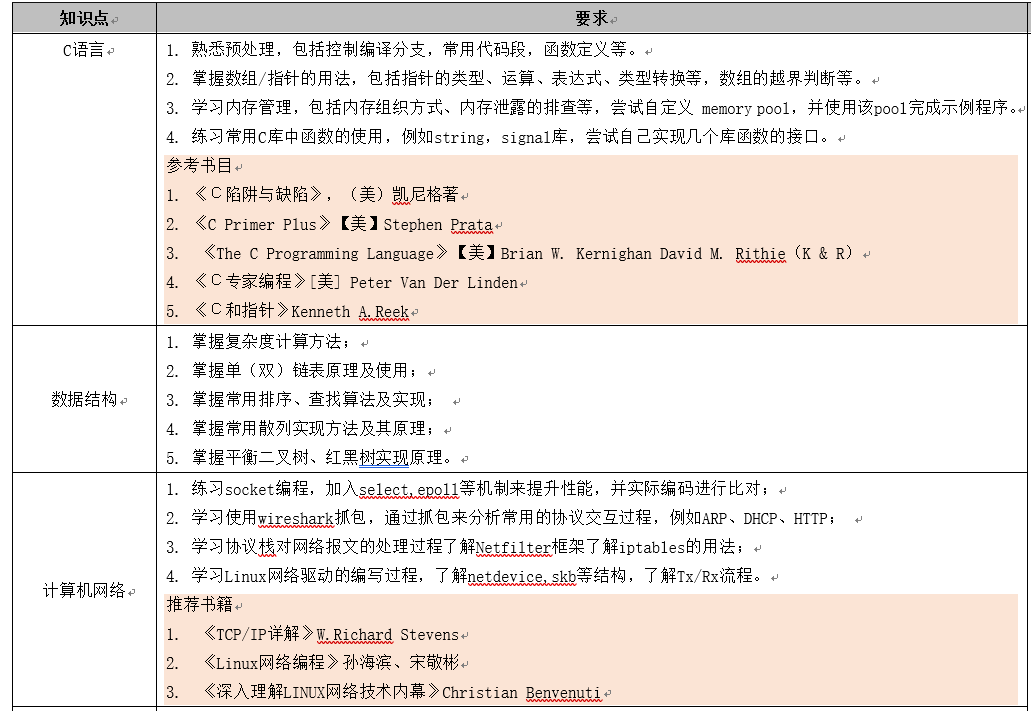 知识点 要求
C语言
1. 熟悉预处理，包括控制编译分支，常用代码段，函数定义等。
2. 掌握数组/指针的用法，包括指针的类型、运算、表达式、类型转换等，数组的越界判断等。
3. 学习内存管理，包括内存组织方式、内存泄露的排查等，尝试自定义 memory pool，并使用该pool完成示例程序。
4. 练习常用C库中函数的使用，例如string，signal库，尝试自己实现几个库函数的接口。
参考书目
1. 《C陷阱与缺陷》，（美）凯尼格著
2. 《C Primer Plus》【美】Stephen Prata
3. 《The C Programming Language》【美】Brian W. Kernighan David M. Rithie（K & R）
4. 《C专家编程》[美] Peter Van Der Linden
5. 《C和指针》Kenneth A.Reek
数据结构
1. 掌握复杂度计算方法；
2. 掌握单（双）链表原理及使用；
3. 掌握常用排序、查找算法及实现；
4. 掌握常用散列实现方法及其原理；
5. 掌握平衡二叉树、红黑树实现原理。
计算机网络
1. 练习socket编程，加入select,epoll等机制来提升性能，并实际编码进行比对；
2. 学习使用wireshark抓包，通过抓包来分析常用的协议交互过程，例如ARP、DHCP、HTTP；
3. 学习协议栈对网络报文的处理过程了解Netfilter框架了解iptables的用法；
4. 学习Linux网络驱动的编写过程，了解netdevice,skb等结构，了解Tx/Rx流程。
推荐书籍
1. 《TCP/IP详解》W.Richard Stevens
2. 《Linux网络编程》孙海滨、宋敬彬
3. 《深入理解LINUX网络技术内幕》Christian Benvenuti